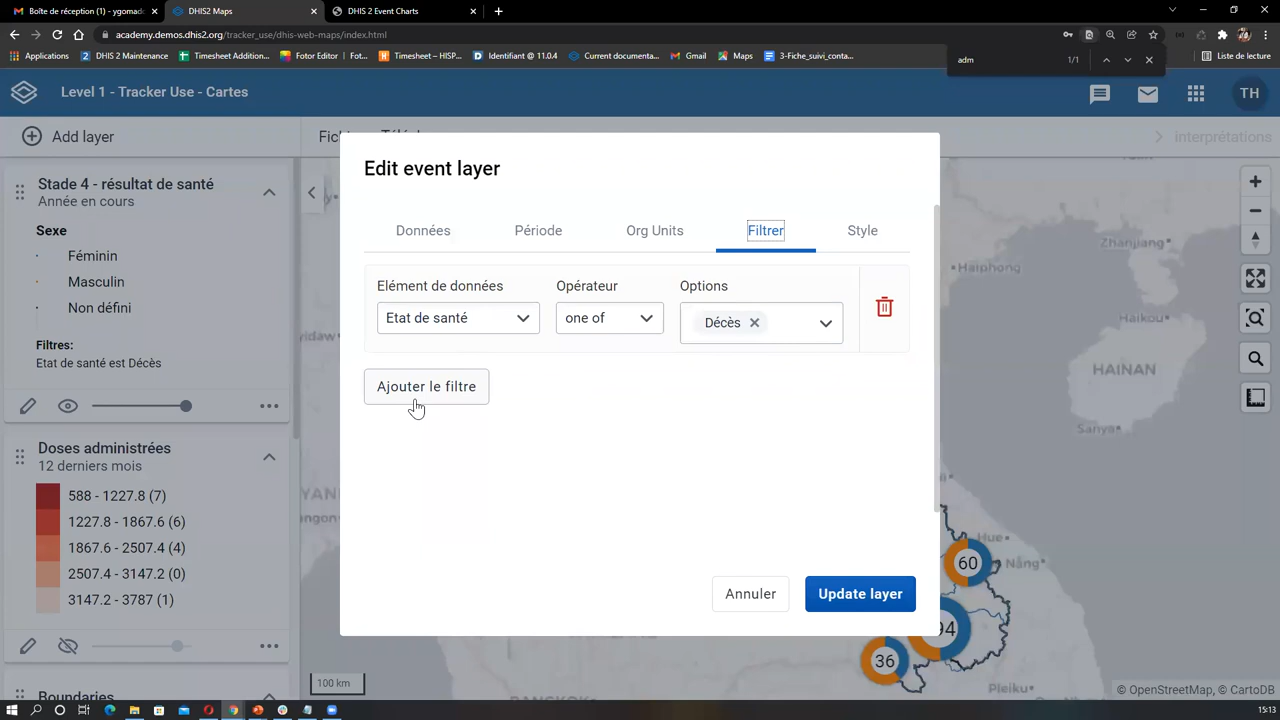 Boîte de réception (1) - ygomado
DHIS2 Maps
DHIS 2 Event Charts
academy.demos.dhis2.org/tracker_use/dhis-web-maps/index.html
Applications
DHIS 2 Maintenance
Timesheet Addition...
Fotor Editor | Fot...
Timesheet – HISP...
Identifiant @ 11.0.4
Current documenta...
Gmail
Maps
3-Fiche_suivi_conta...
Liste de lecture
adm
1/1
Level 1 - Tracker Use - Cartes
TH
Add layer
interprétations
Stade 4 - résultat de santé
Année en cours
Sexe
Féminin
Masculin
Non défini
Filtres:
Etat de santé est Décès
Doses administrées
12 derniers mois
588 - 1227.8 (7)
1227.8 - 1867.6 (6)
1867.6 - 2507.4 (4)
2507.4 - 3147.2 (0)
3147.2 - 3787 (1)
Boundaries
Edit event layer
Données
Période
Org Units
Filtrer
Style
Elément de données
Opérateur
Options
Etat de santé
one of
Décès
Ajouter le filtre
Annuler
Update layer
Zhanjiang
Haiphong
Haikou
HAINAN
Sanya
Hue
60
36
Pleiku
BANGKOK
100 km
© OpenStreetMap, © CartoDB
15:13